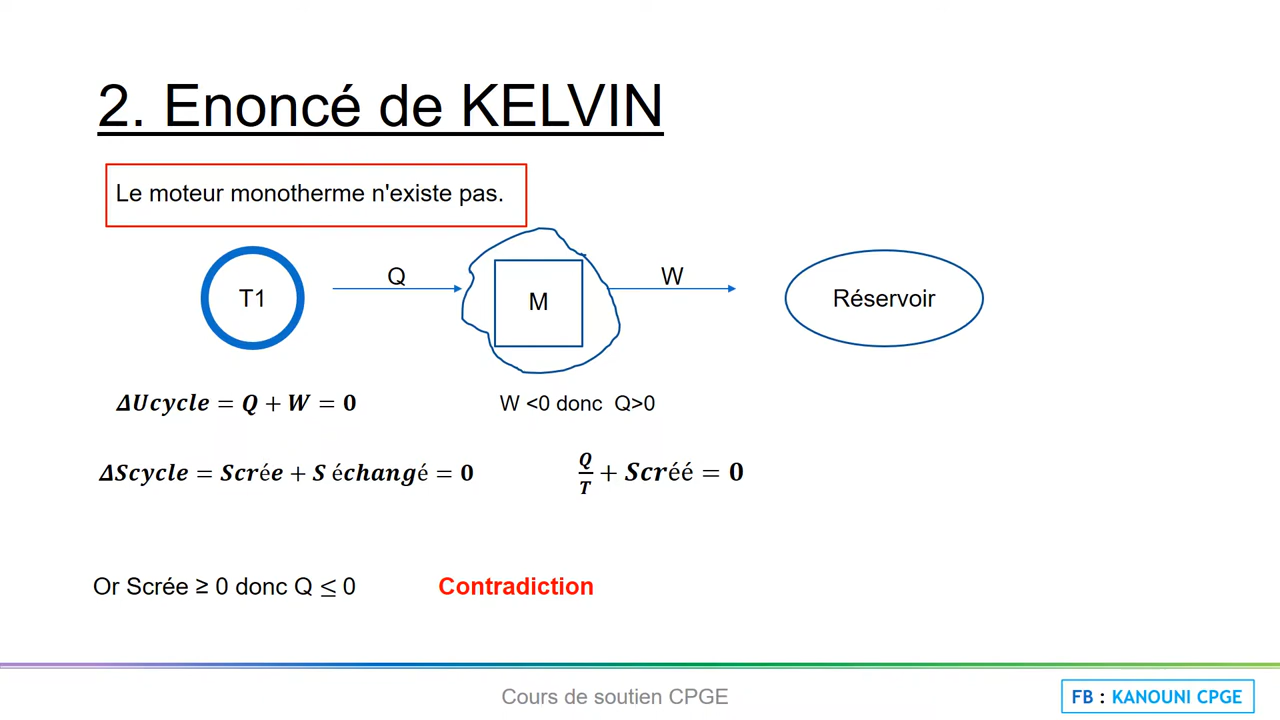 2. Enoncé de KELVIN
Le moteur monotherme n'existe pas.
T1
Q
M
W
Réservoir
ΔUcycle = Q + W = 0
W <0 donc Q>0
ΔScycle = Scrée + S échangé = 0
Q/T + Scréé = 0
Or Scrée ≥ 0 donc Q ≤ 0
Contradiction
Cours de soutien CPGE
FB : KANOUNI CPGE